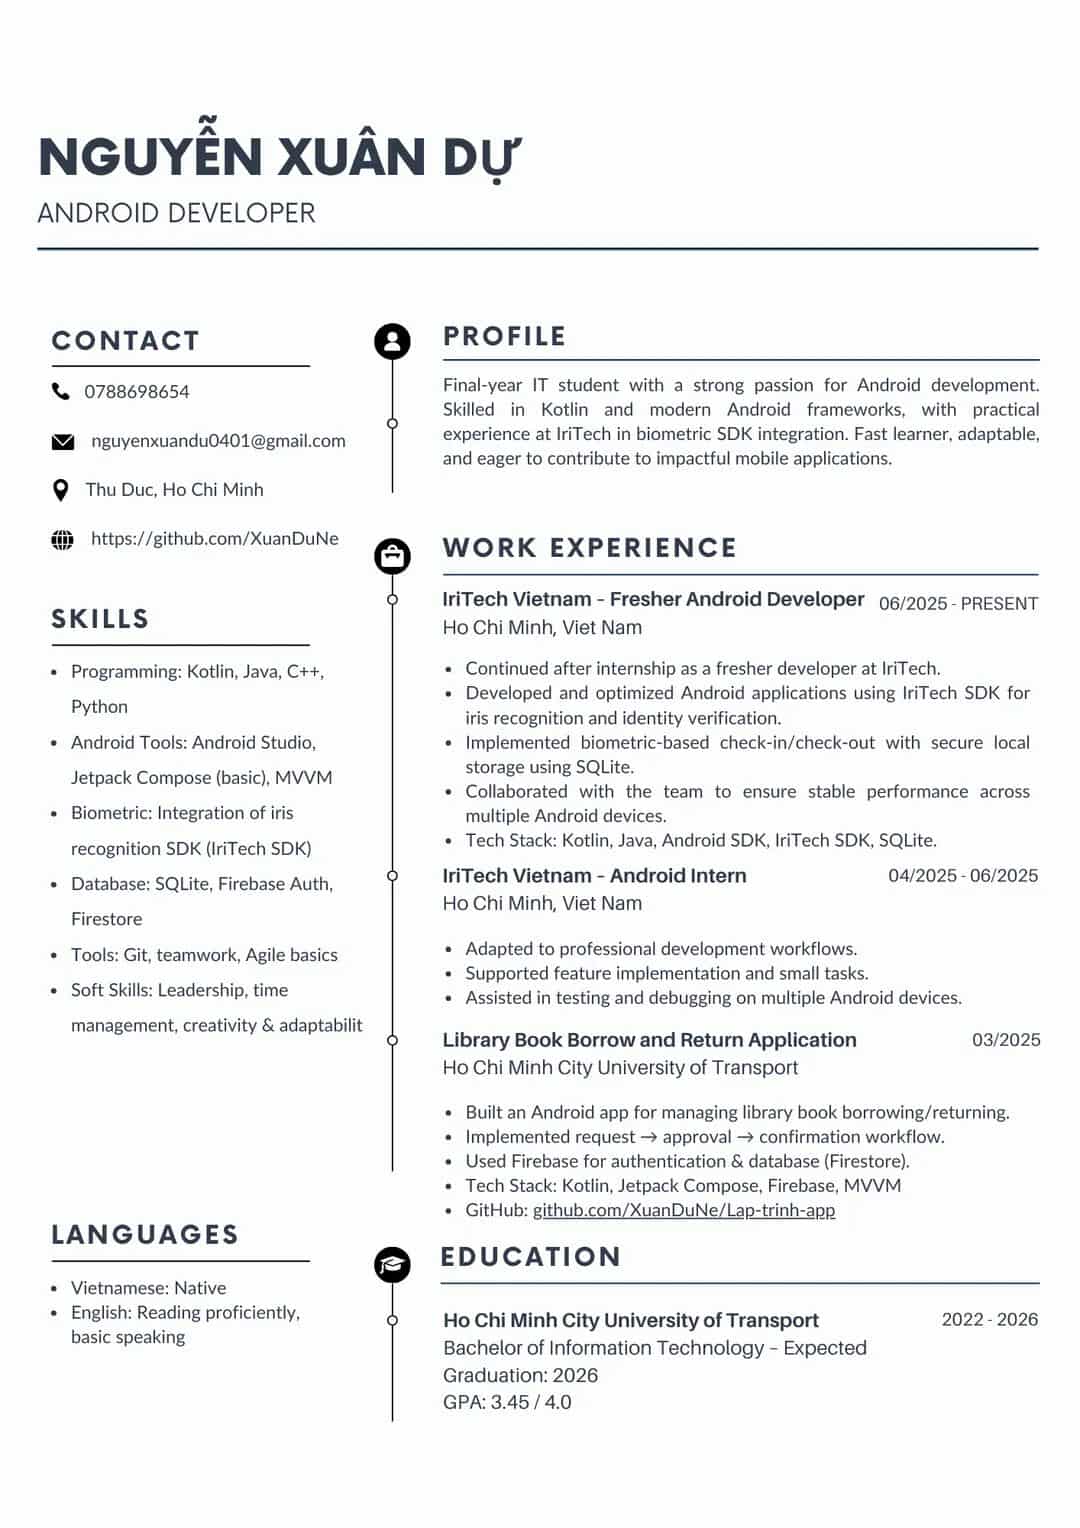 NGUYỄN XUÂN DỰ
ANDROID DEVELOPER
CONTACT
0788698654
nguyenxuandu0401@gmail.com
Thu Duc, Ho Chi Minh
https://github.com/XuanDuNe
SKILLS
• Programming: Kotlin, Java, C++,
Python
• Android Tools: Android Studio,
Jetpack Compose (basic), MVVM
• Biometric: Integration of iris
recognition SDK (IriTech SDK)
• Database: SQLite, Firebase Auth,
Firestore
• Tools: Git, teamwork, Agile basics
• Soft Skills: Leadership, time
management, creativity & adaptabilit
LANGUAGES
• Vietnamese: Native
• English: Reading proficiently,
basic speaking
PROFILE
Final-year IT student with a strong passion for Android development.
Skilled in Kotlin and modern Android frameworks, with practical
experience at IriTech in biometric SDK integration. Fast learner, adaptable,
and eager to contribute to impactful mobile applications.
WORK EXPERIENCE
IriTech Vietnam – Fresher Android Developer 06/2025 - PRESENT
Ho Chi Minh, Viet Nam
• Continued after internship as a fresher developer at IriTech.
• Developed and optimized Android applications using IriTech SDK for
iris recognition and identity verification.
• Implemented biometric-based check-in/check-out with secure local
storage using SQLite.
• Collaborated with the team to ensure stable performance across
multiple Android devices.
• Tech Stack: Kotlin, Java, Android SDK, IriTech SDK, SQLite.
IriTech Vietnam – Android Intern 04/2025 - 06/2025
Ho Chi Minh, Viet Nam
• Adapted to professional development workflows.
• Supported feature implementation and small tasks.
• Assisted in testing and debugging on multiple Android devices.
Library Book Borrow and Return Application 03/2025
Ho Chi Minh City University of Transport
• Built an Android app for managing library book borrowing/returning.
• Implemented request → approval → confirmation workflow.
• Used Firebase for authentication & database (Firestore).
• Tech Stack: Kotlin, Jetpack Compose, Firebase, MVVM
• GitHub: github.com/XuanDuNe/Lap-trinh-app
EDUCATION
Ho Chi Minh City University of Transport 2022 - 2026
Bachelor of Information Technology – Expected
Graduation: 2026
GPA: 3.45 / 4.0